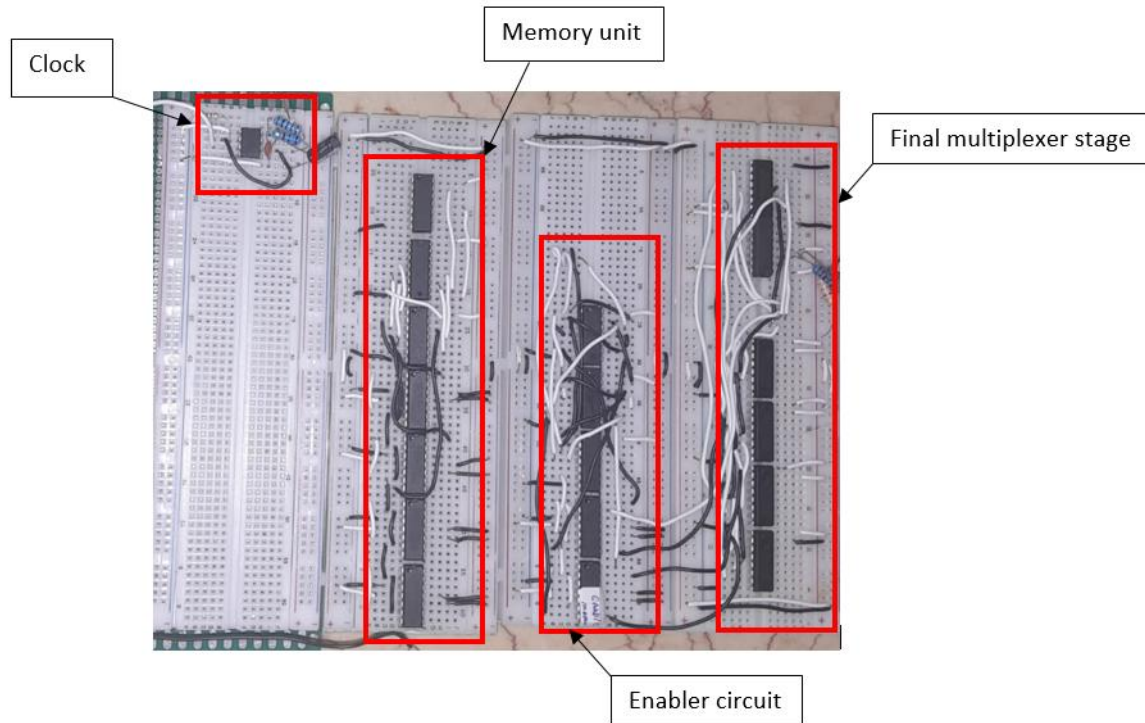 Memory unit
Clock
Final multiplexer stage
Enabler circuit